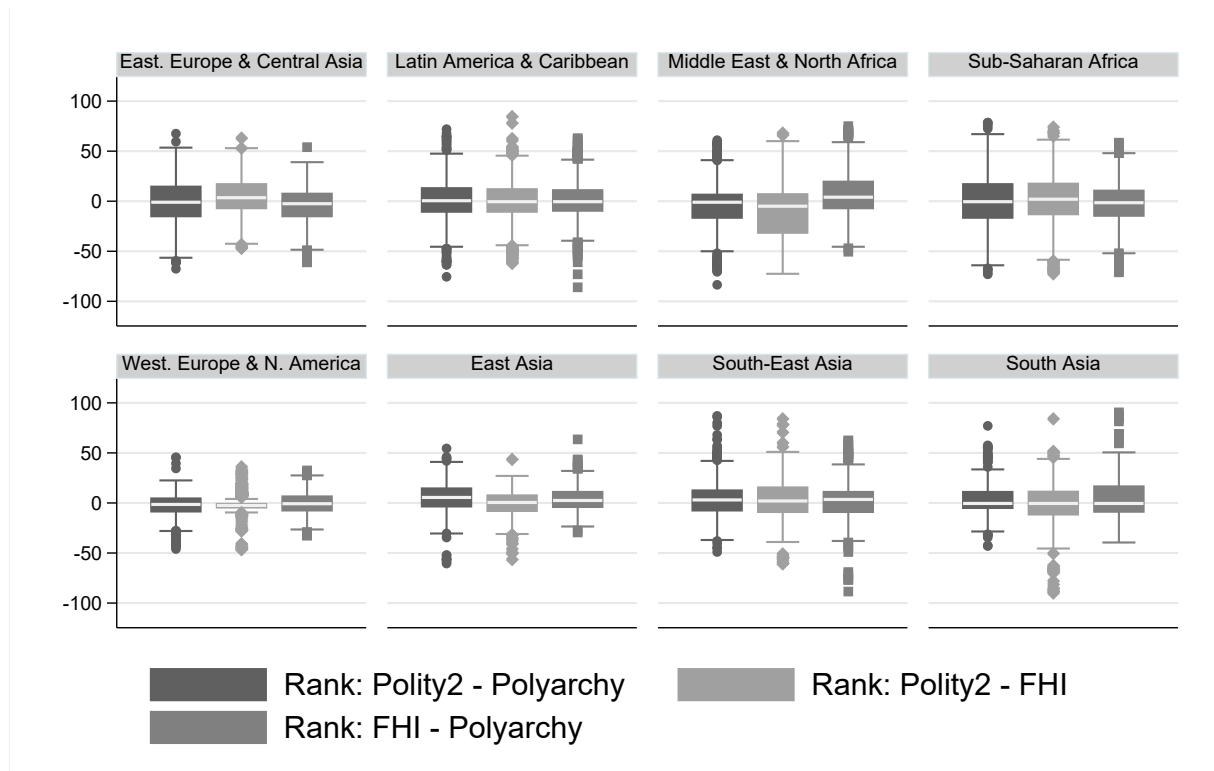 East. Europe & Central Asia Latin America & Caribbean Middle East & North Africa Sub-Saharan Africa
100
50
0
-50
-100
West. Europe & N. America East Asia South-East Asia South Asia
100
50
0
-50
-100
Rank: Polity2 - Polyarchy Rank: Polity2 - FHI
Rank: FHI - Polyarchy